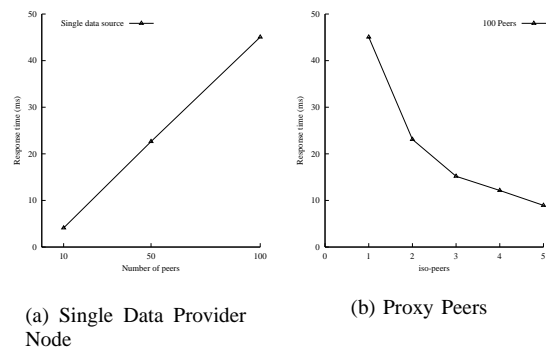 Single data source
50
40
30
20
10
0
Response time (ms)
10 50 100
Number of peers
(a) Single Data Provider
Node
100 Peers
50
40
30
20
10
0
Response time (ms)
0 1 2 3 4 5
iso-peers
(b) Proxy Peers